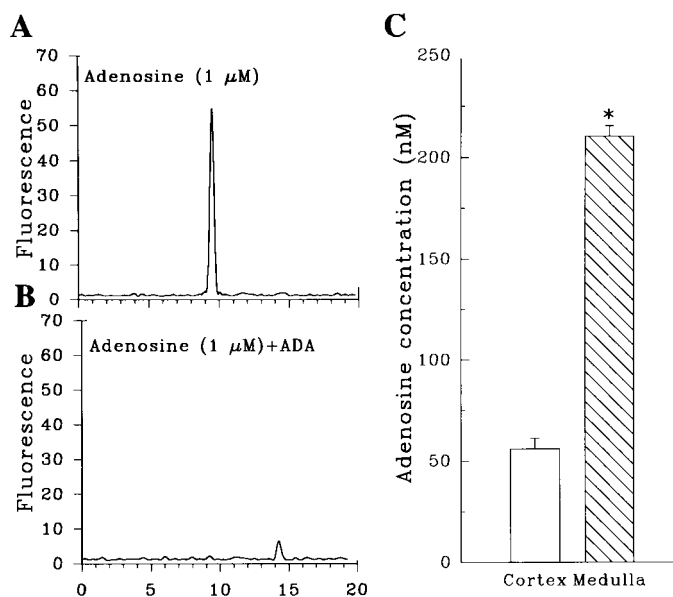 A
70
60
50
40
30
20
10
0
Fluorescence
Adenosine (1 μM)
B
70
60
50
40
30
20
10
0
Fluorescence
Adenosine (1 μM)+ADA
0 5 10 15 20
C
250
200
150
100
50
0
Adenosine concentration (nM)
*
Cortex Medulla